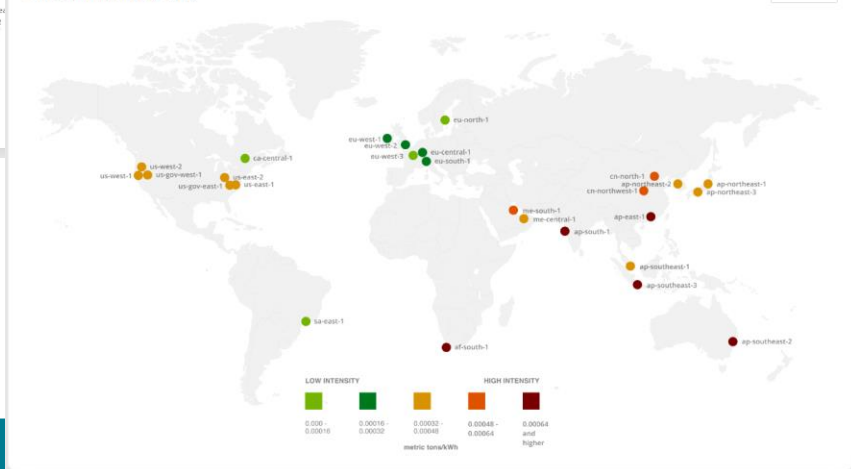 eu-north-1
eu-west-1
eu-west-2
eu-central-1
eu-west-3
eu-south-1
ca-central-1
us-west-2
us-west-1
us-gov-west-1
us-east-2
us-gov-east-1
us-east-1
cn-north-1
ap-northeast-2
ap-northeast-1
cn-northwest-1
ap-northeast-3
me-south-1
me-central-1
ap-east-1
ap-south-1
ap-southeast-1
ap-southeast-3
sa-east-1
af-south-1
ap-southeast-2
LOW INTENSITY
HIGH INTENSITY
0.000 -
0.00016
0.00016 -
0.00032
0.00032 -
0.00048
0.00048 -
0.00064
0.00064
and
higher
metric tons/kWh